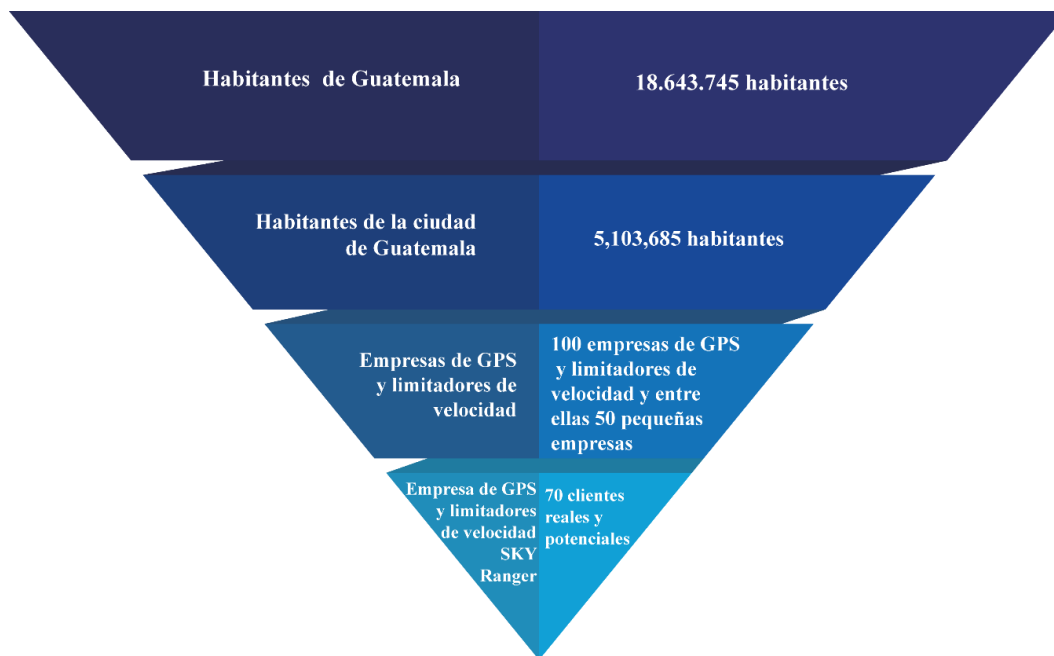 Habitantes de Guatemala
18.643.745 habitantes
Habitantes de la ciudad
de Guatemala
5,103,685 habitantes
Empresas de GPS
y limitadores de
velocidad
100 empresas de GPS
y limitadores de
velocidad y entre
ellas 50 pequeñas
empresas
Empresa de GPS
y limitadores
de velocidad
SKY
Ranger
70 clientes
reales y
potenciales